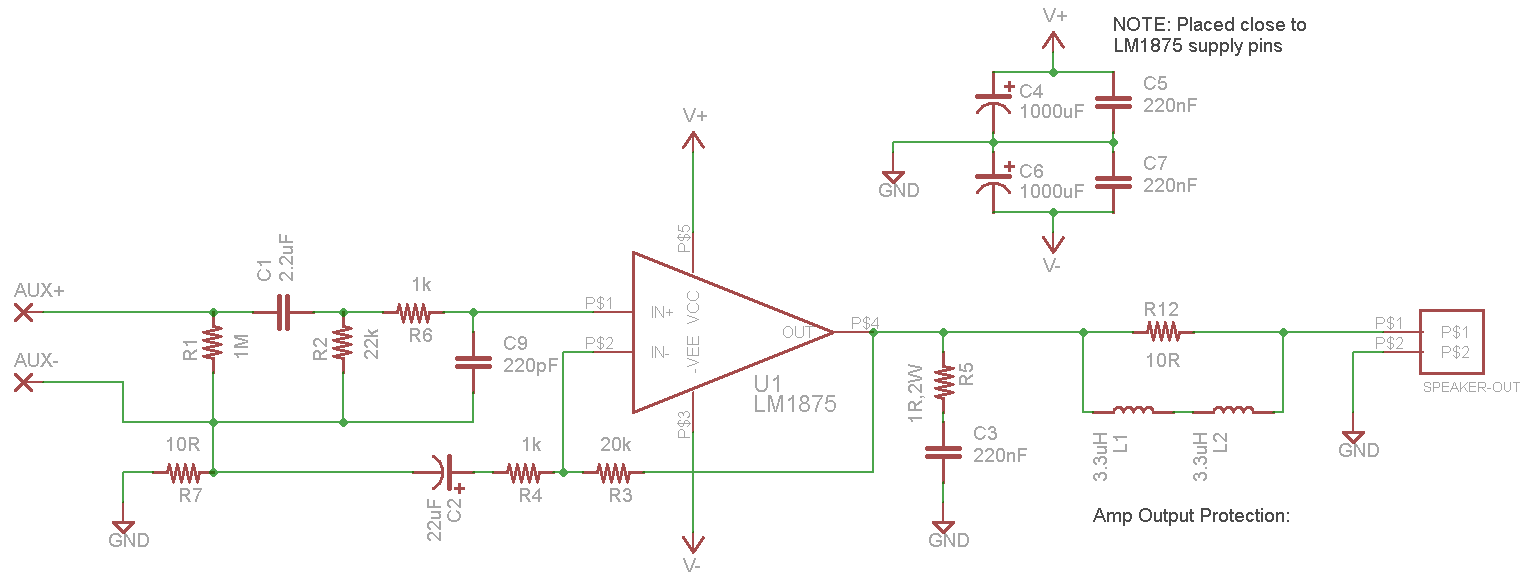 V+
NOTE: Placed close to
LM1875 supply pins
C4
1000uF
C5
220nF
V+
GND
C6
1000uF
C7
220nF
V-
P$5
C1
2.2uF
AUX+
1k
R6
P$1
IN+
VCC
R1
1M
R2
22k
C9
220pF
AUX-
P$2
IN-
-VEE
OUT
P$4
U1
LM1875
P$3
R12
10R
P$1
P$2
P$1
P$2
SPEAKER-OUT
1R,2W
R5
C3
220nF
GND
3.3uH
L1
3.3uH
L2
GND
10R
R7
GND
22uF
C2
1k
R4
20k
R3
V-
Amp Output Protection: